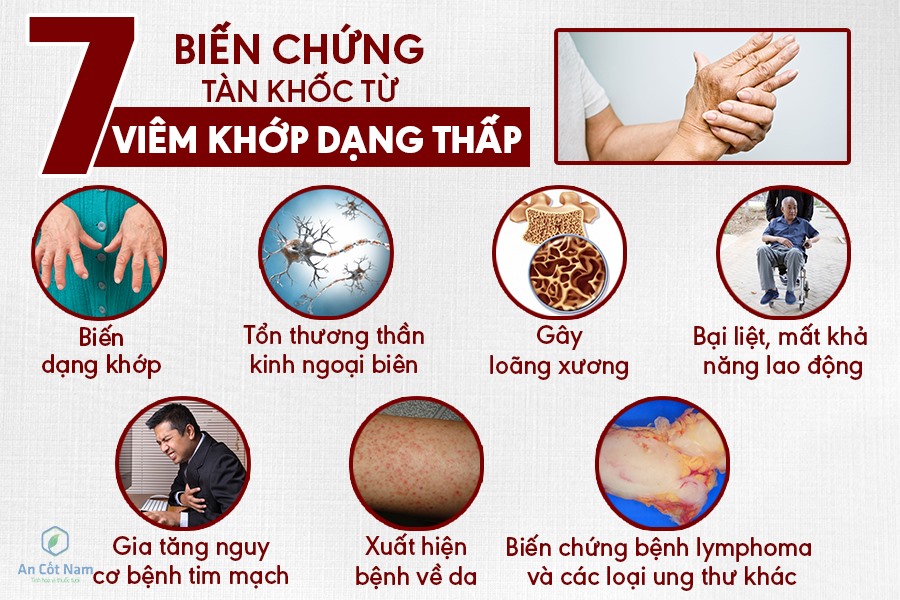 7
BIẾN CHỨNG
TÀN KHỐC TỪ
VIÊM KHỚP DẠNG THẤP
Biến
dạng khớp
Tổn thương thần
kinh ngoại biên
Gây
loãng xương
Bại liệt, mất khả
năng lao động
Gia tăng nguy
cơ bệnh tim mạch
Xuất hiện
bệnh về da
Biến chứng bệnh lymphoma
và các loại ung thư khác
An Cốt Nam